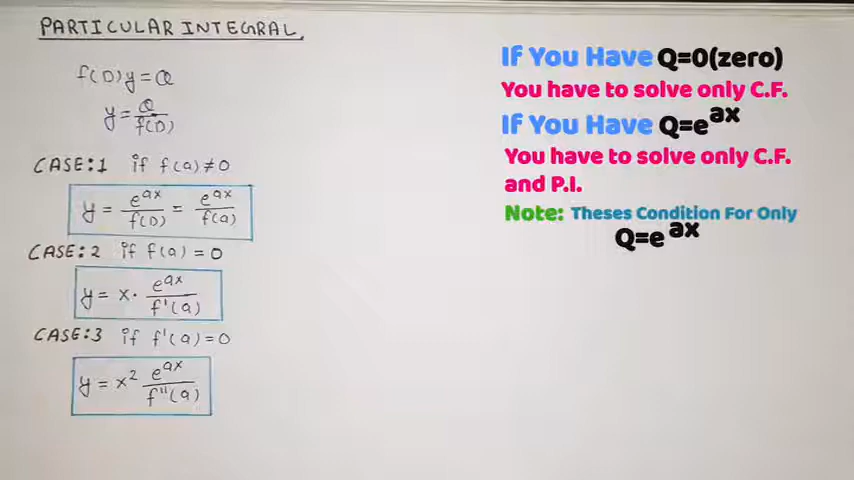 PARTICULAR INTEGRAL.
f(D)y = Q
y = Q/f(D)
CASE:1 if f(a)≠0
y = e^ax/f(D) = e^ax/f(a)
CASE:2 if f(a) = 0
y = x · e^ax/f'(a)
CASE:3 if f'(a) = 0
y = x² e^ax/f''(a)
If You Have Q=0(zero)
You have to solve only C.F.
If You Have Q=e^ax
You have to solve only C.F.
and P.I.
Note: Theses Condition For Only
Q=e^ax